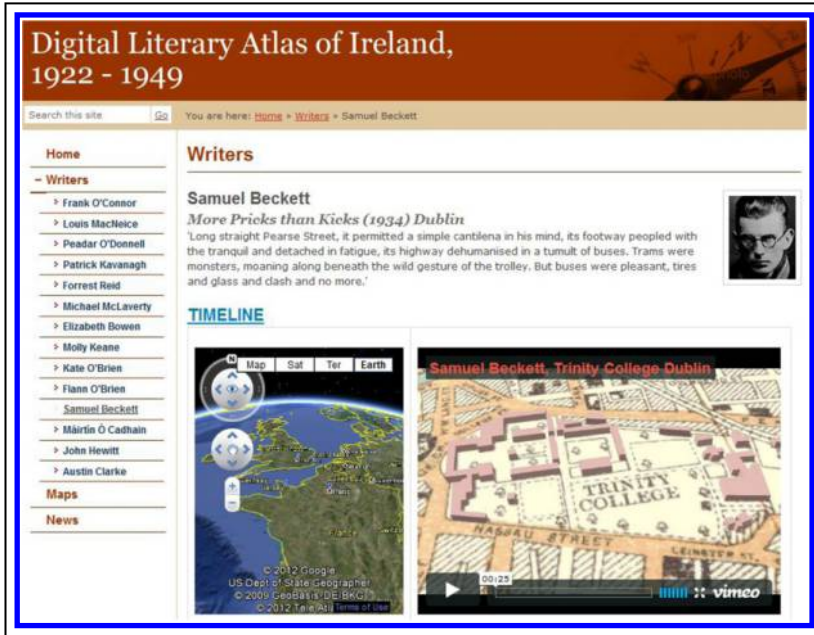 Digital Literary Atlas of Ireland,
1922 - 1949
Search this site
Go
You are here: Home » Writers » Samuel Beckett
Home
Writers
Frank O'Connor
Louis MacNeice
Peadar O'Donnell
Patrick Kavanagh
Forrest Reid
Michael McLaverty
Elizabeth Bowen
Molly Keane
Kate O'Brien
Flann O'Brien
Samuel Beckett
Máirtín Ó Cadhain
John Hewitt
Austin Clarke
Maps
News
Writers
Samuel Beckett
More Pricks than Kicks (1934) Dublin
'Long straight Pearse Street, it permitted a simple cantilena in his mind, its footway peopled with
the tranquil and detached in fatigue, its highway dehumanised in a tumult of buses. Trams were
monsters, moaning along beneath the wild gesture of the trolley. But buses were pleasant, tires
and glass and clash and no more.'
TIMELINE
N
Map Sat Ter Earth
France
© 2012 Google
US Dept of State Geographer
© 2009 GeoBasis-DE/BKG
© 2012 Tele Atlas
Terms of Use
Samuel Beckett, Trinity College Dublin
TRINITY
COLLEGE
NASSAU STREET
LEINSTER ST.
00:25
vimeo